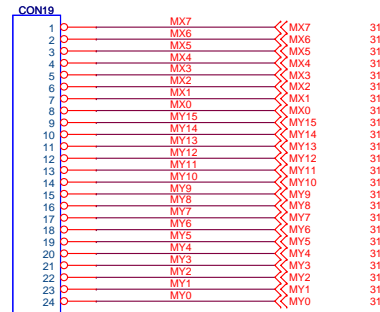 CON19
1 MX7 MX7 31
2 MX6 MX6 31
3 MX5 MX5 31
4 MX4 MX4 31
5 MX3 MX3 31
6 MX2 MX2 31
7 MX1 MX1 31
8 MX0 MX0 31
9 MY15 MY15 31
10 MY14 MY14 31
11 MY13 MY13 31
12 MY12 MY12 31
13 MY11 MY11 31
14 MY10 MY10 31
15 MY9 MY9 31
16 MY8 MY8 31
17 MY7 MY7 31
18 MY6 MY6 31
19 MY5 MY5 31
20 MY4 MY4 31
21 MY3 MY3 31
22 MY2 MY2 31
23 MY1 MY1 31
24 MY0 MY0 31